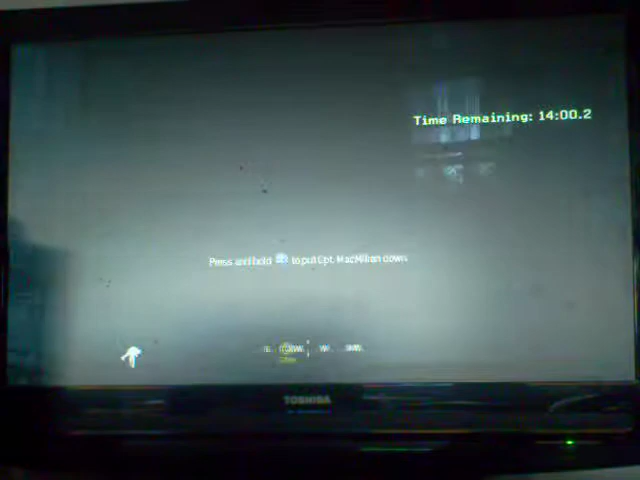 Time Remaining: 14:00.2
Press and hold to put Cpt. MacMillan down
TOSHIBA